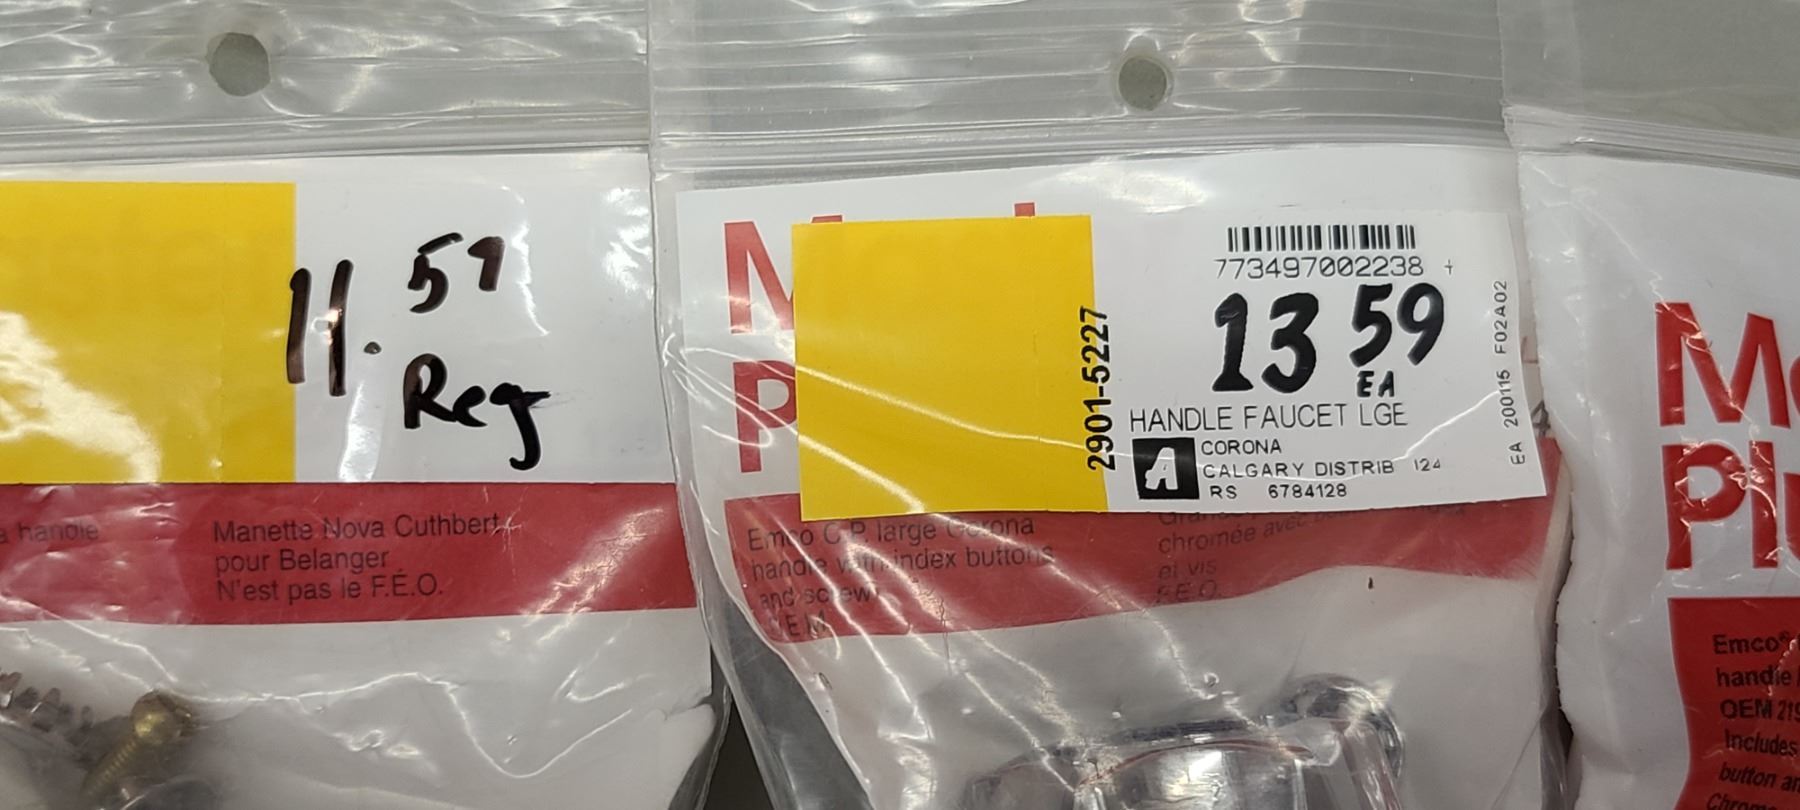 11. 59
Reg
a handle
Manette Nova Cuthbert
pour Belanger
N'est pas le F.É.O.
773497002238
13 59
EA
2901-5227
HANDLE FAUCET LGE
CORONA
CALGARY DISTRIB 124
RS 6784128
EA 200115 F02A02
Emco C.P. large Corona
handle with index buttons
and screw
O.E.M.
chromée avec
et vis
F.É.O.
Emco®
handle
OEM 219
Includes
button
Chrom